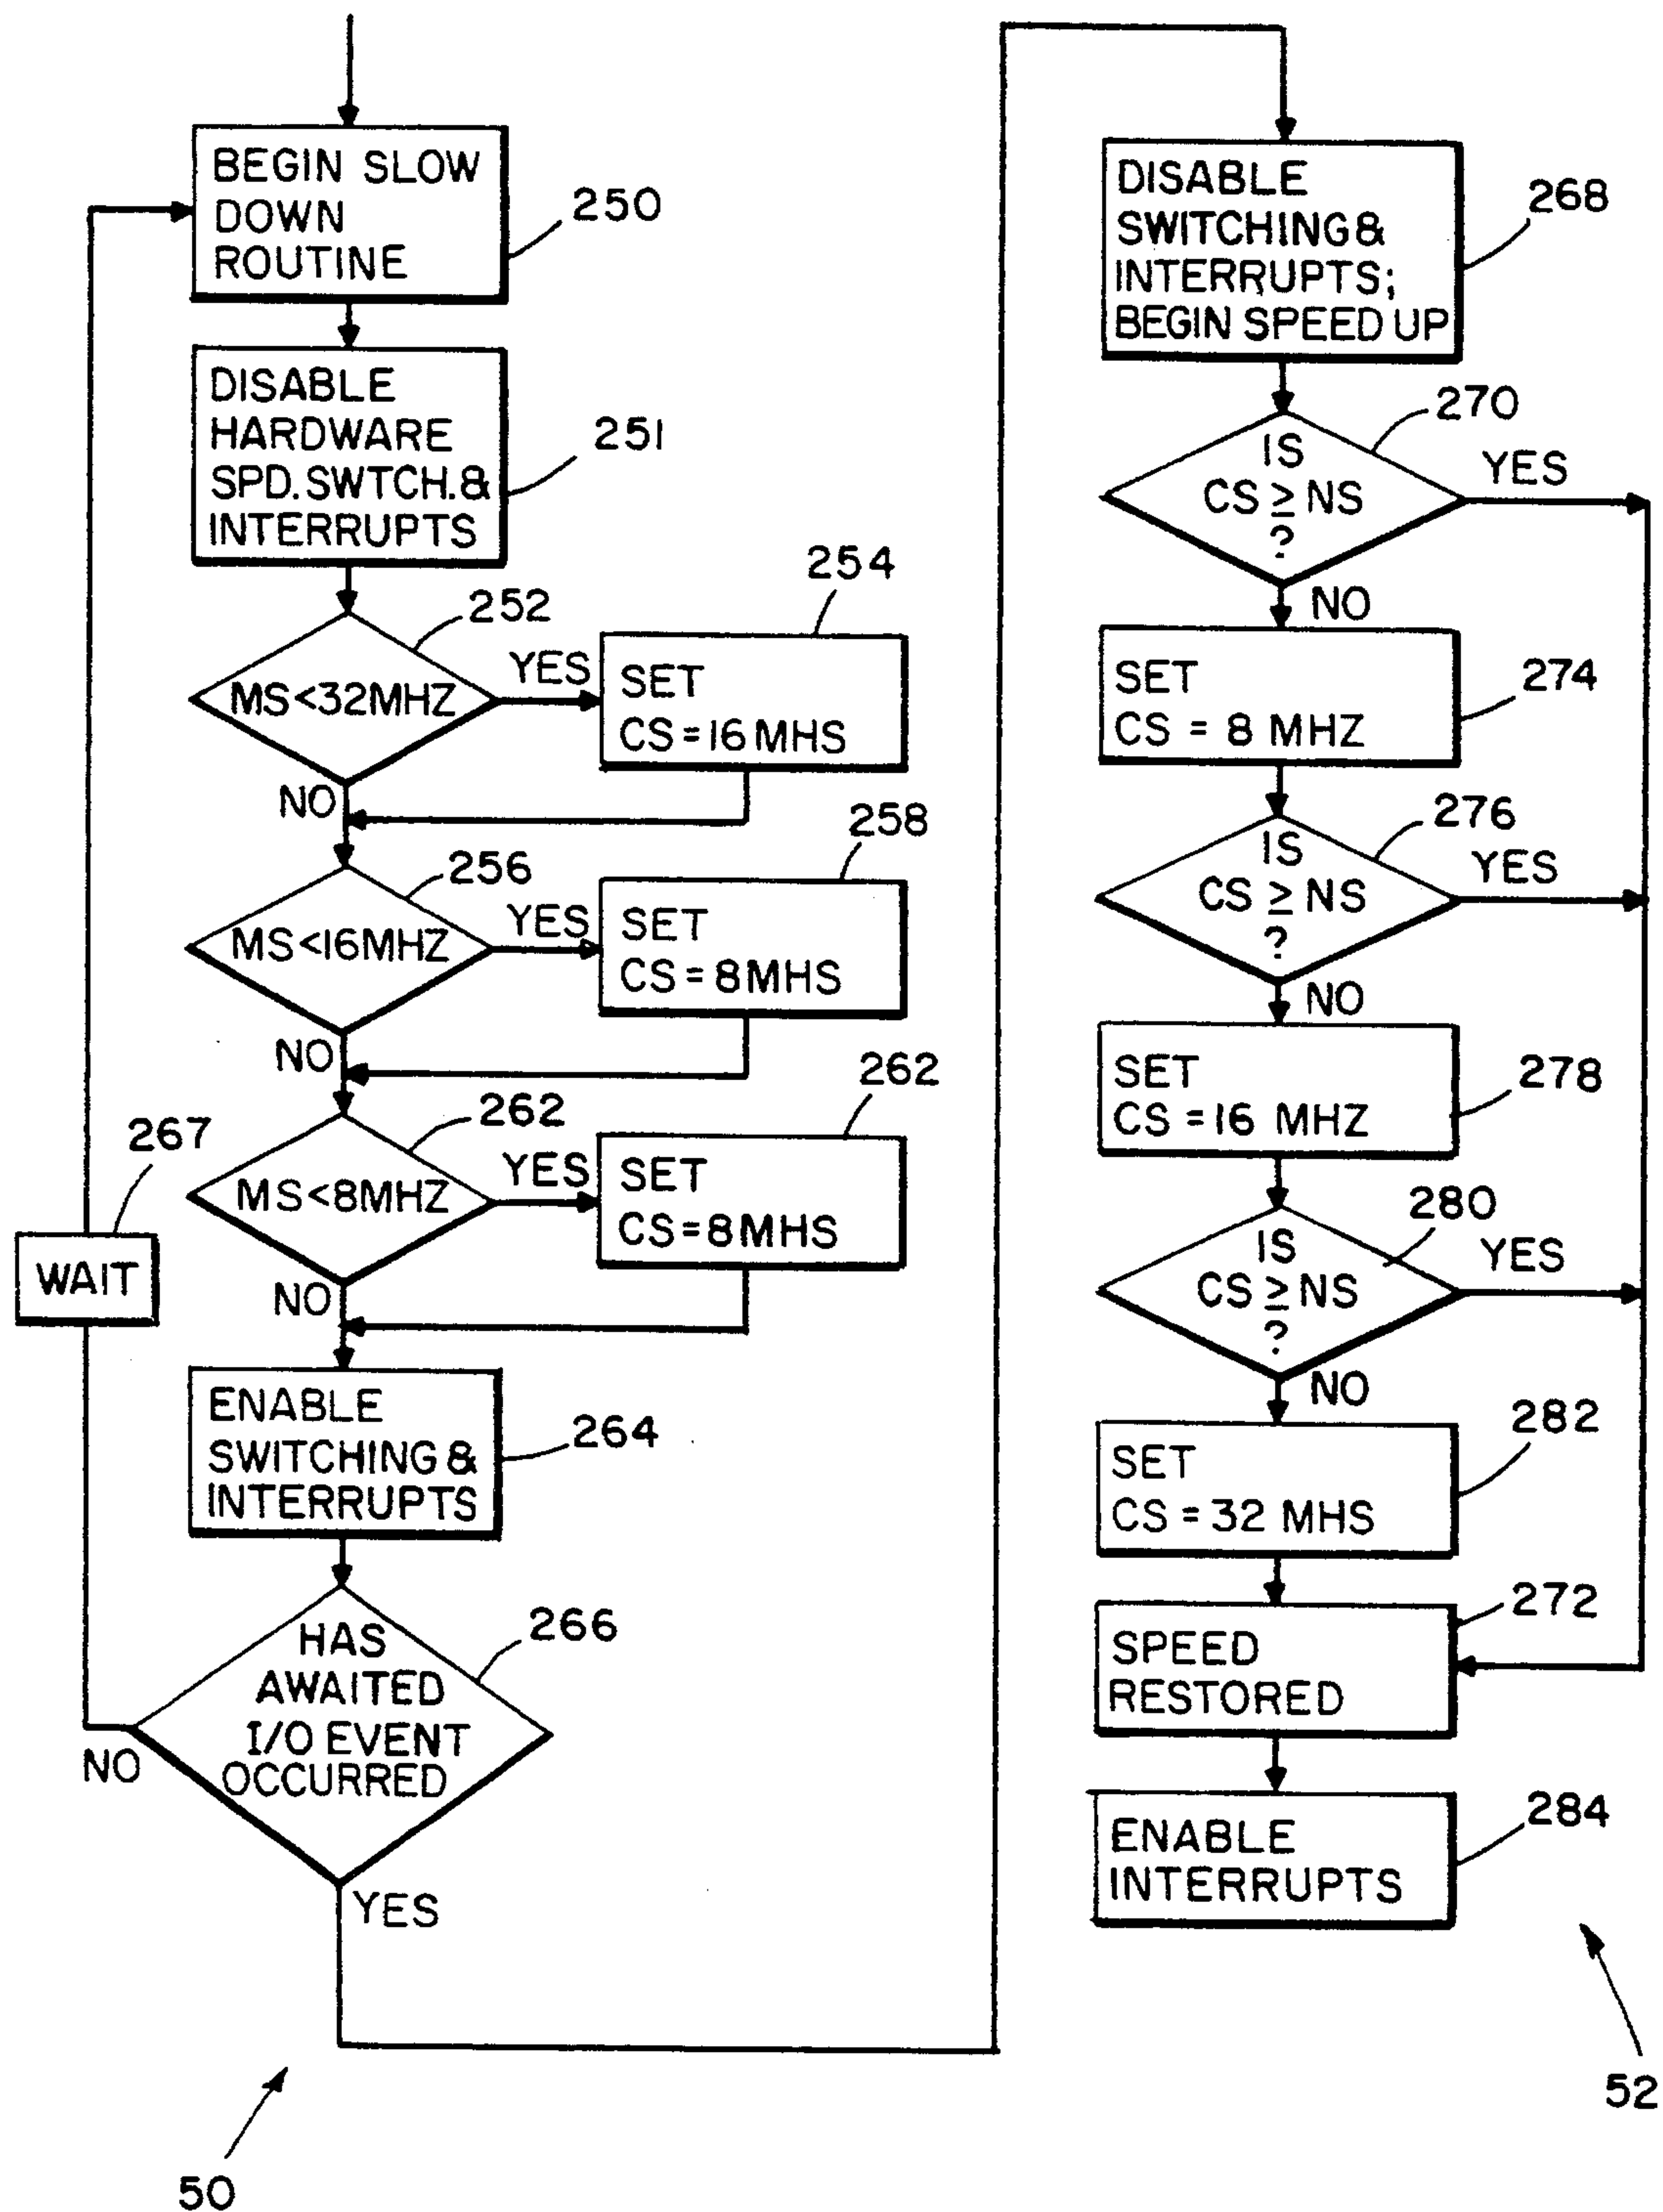 BEGIN SLOW
DOWN
ROUTINE
250
DISABLE
HARDWARE
SPD. SWTCH. &
INTERRUPTS
251
252
MS<32MHZ
YES
NO
254
SET
CS=16 MHS
256
MS<16MHZ
YES
NO
258
SET
CS=8MHS
262
MS<8MHZ
YES
NO
262
SET
CS=8MHS
267
WAIT
ENABLE
SWITCHING &
INTERRUPTS
264
HAS
AWAITED
I/O EVENT
OCCURRED
266
NO
YES
50
DISABLE
SWITCHING &
INTERRUPTS;
BEGIN SPEED UP
268
270
IS
CS ≥ NS
?
YES
NO
SET
CS = 8 MHZ
274
276
IS
CS ≥ NS
?
YES
NO
SET
CS = 16 MHZ
278
280
IS
CS ≥ NS
?
YES
NO
SET
CS = 32 MHS
282
SPEED
RESTORED
272
ENABLE
INTERRUPTS
284
52